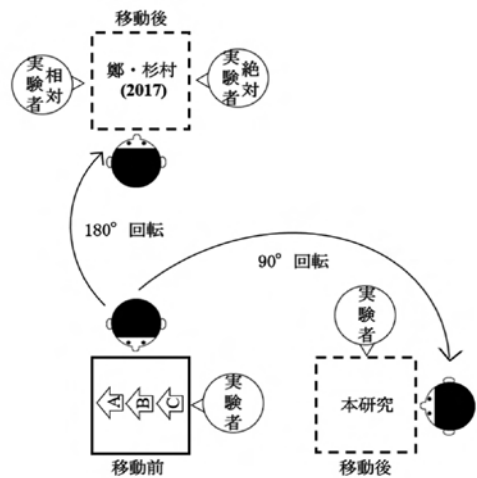 移動後
鄭・杉村
(2017)
実験者
相対
実験者
絶対
180° 回転
90° 回転
実験者
A B C
実験者
本研究
移動前
移動後